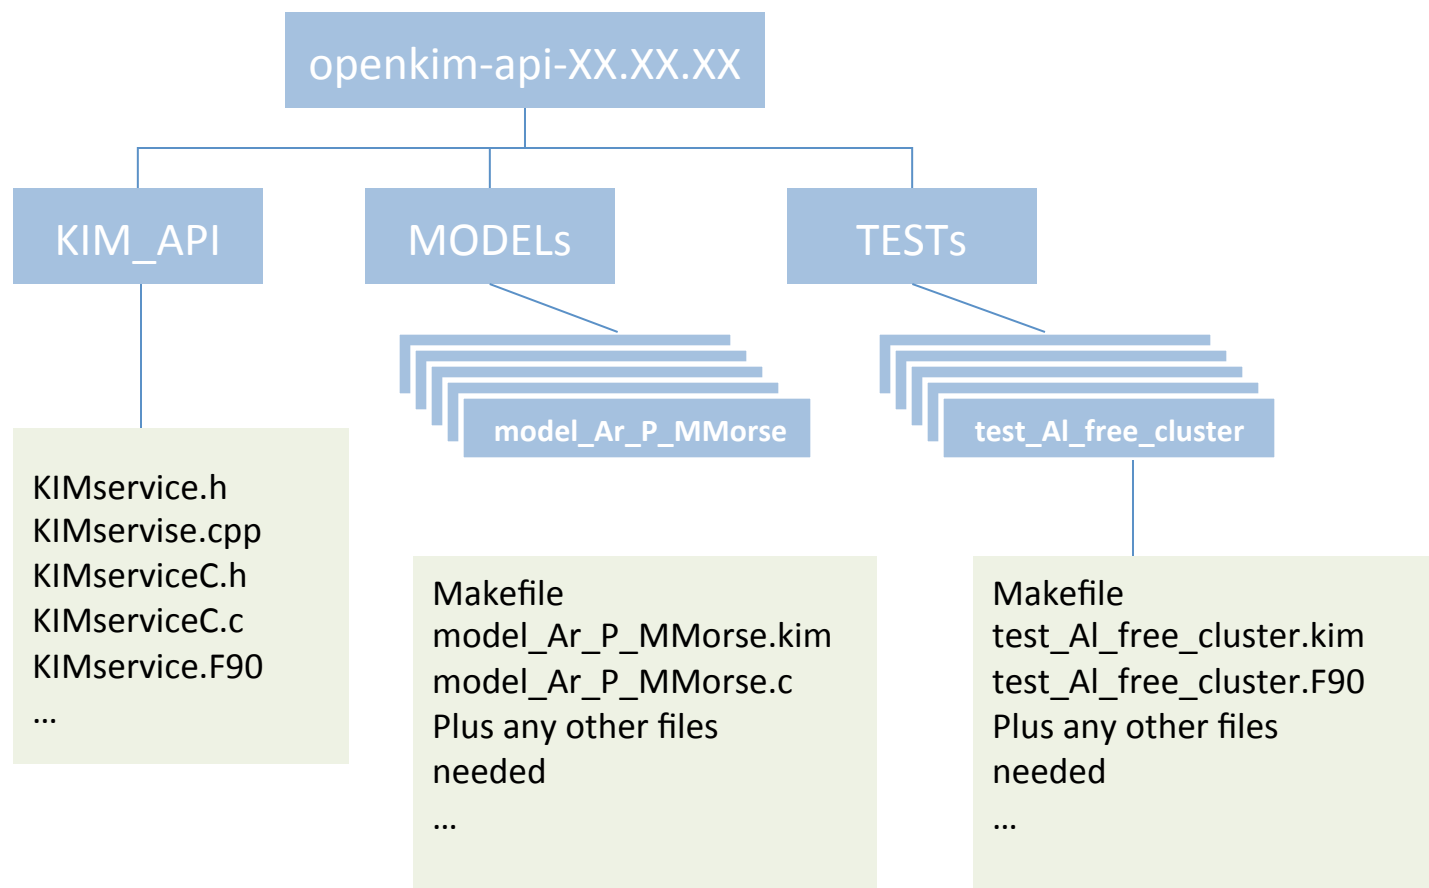 openkim-api-XX.XX.XX
KIM_API
MODELs
TESTs
model_Ar_P_MMorse
test_Al_free_cluster
KIMservice.h
KIMservise.cpp
KIMserviceC.h
KIMserviceC.c
KIMservice.F90
...
Makefile
model_Ar_P_MMorse.kim
model_Ar_P_MMorse.c
Plus any other files
needed
...
Makefile
test_Al_free_cluster.kim
test_Al_free_cluster.F90
Plus any other files
needed
...